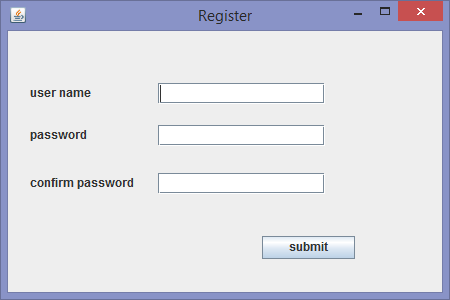 Register
user name
password
confirm password
submit